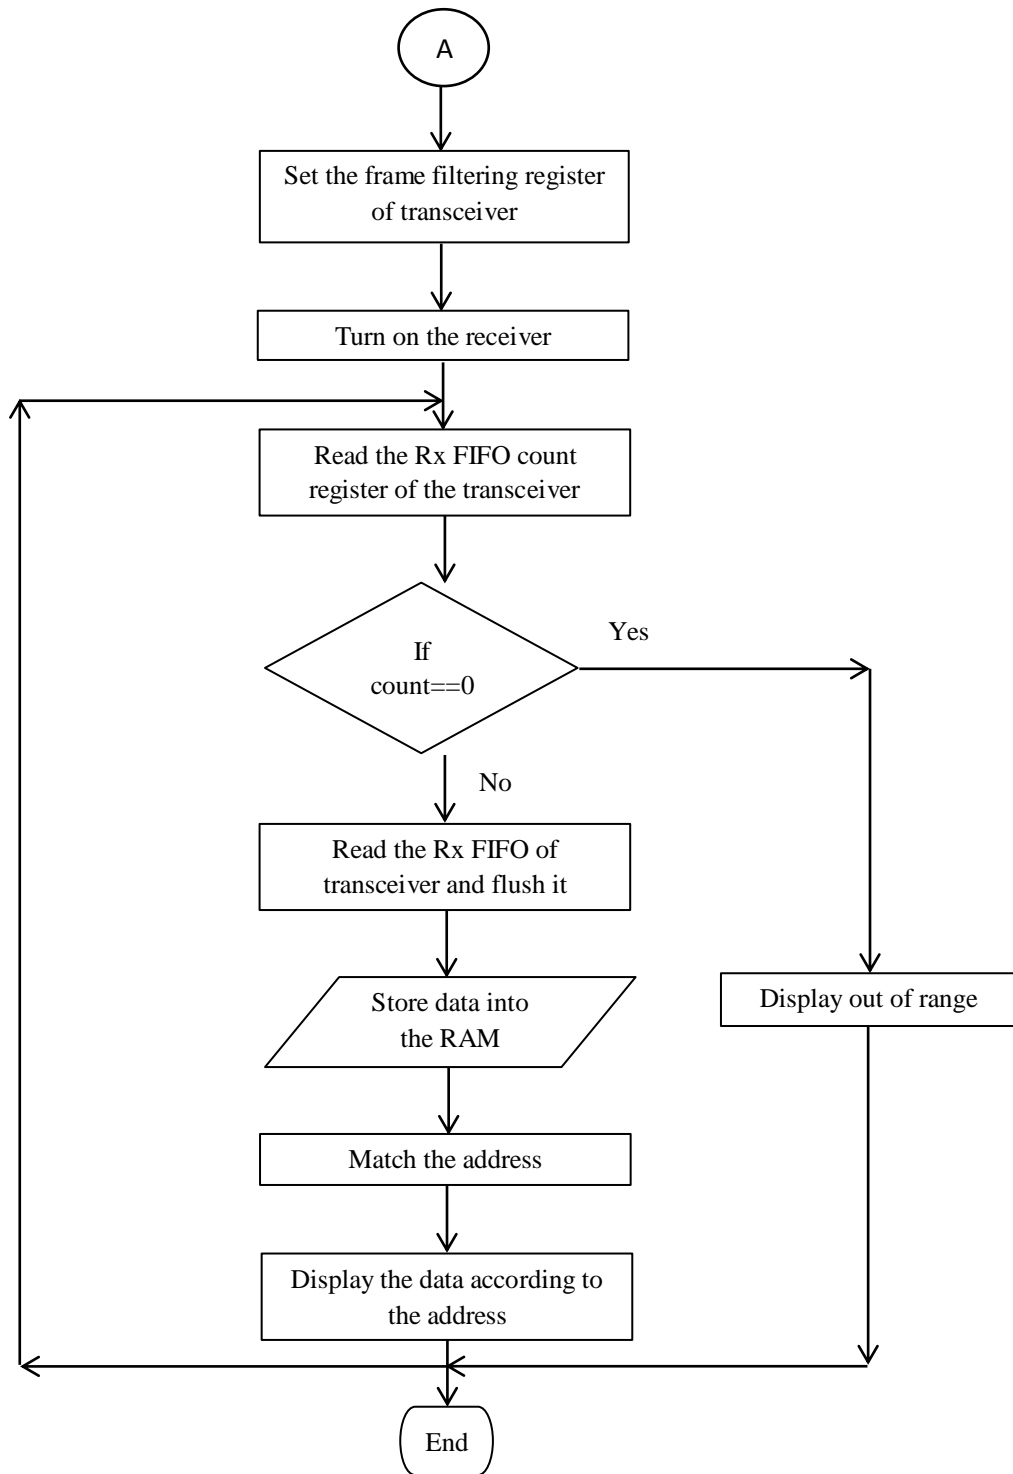 A
Set the frame filtering register
of transceiver
Turn on the receiver
Read the Rx FIFO count
register of the transceiver
If
count==0
Yes
No
Read the Rx FIFO of
transceiver and flush it
Store data into
the RAM
Display out of range
Match the address
Display the data according to
the address
End